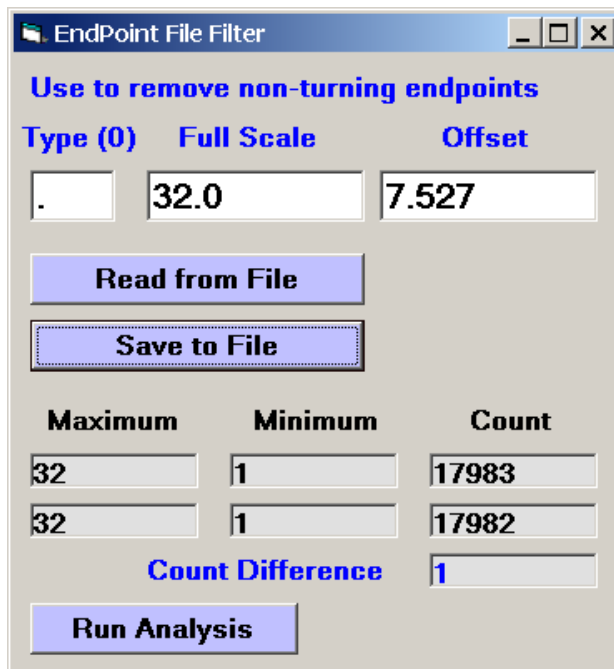 EndPoint File Filter
Use to remove non-turning endpoints
Type (0) Full Scale Offset
. 32.0 7.527
Read from File
Save to File
Maximum Minimum Count
32 1 17983
32 1 17982
Count Difference 1
Run Analysis